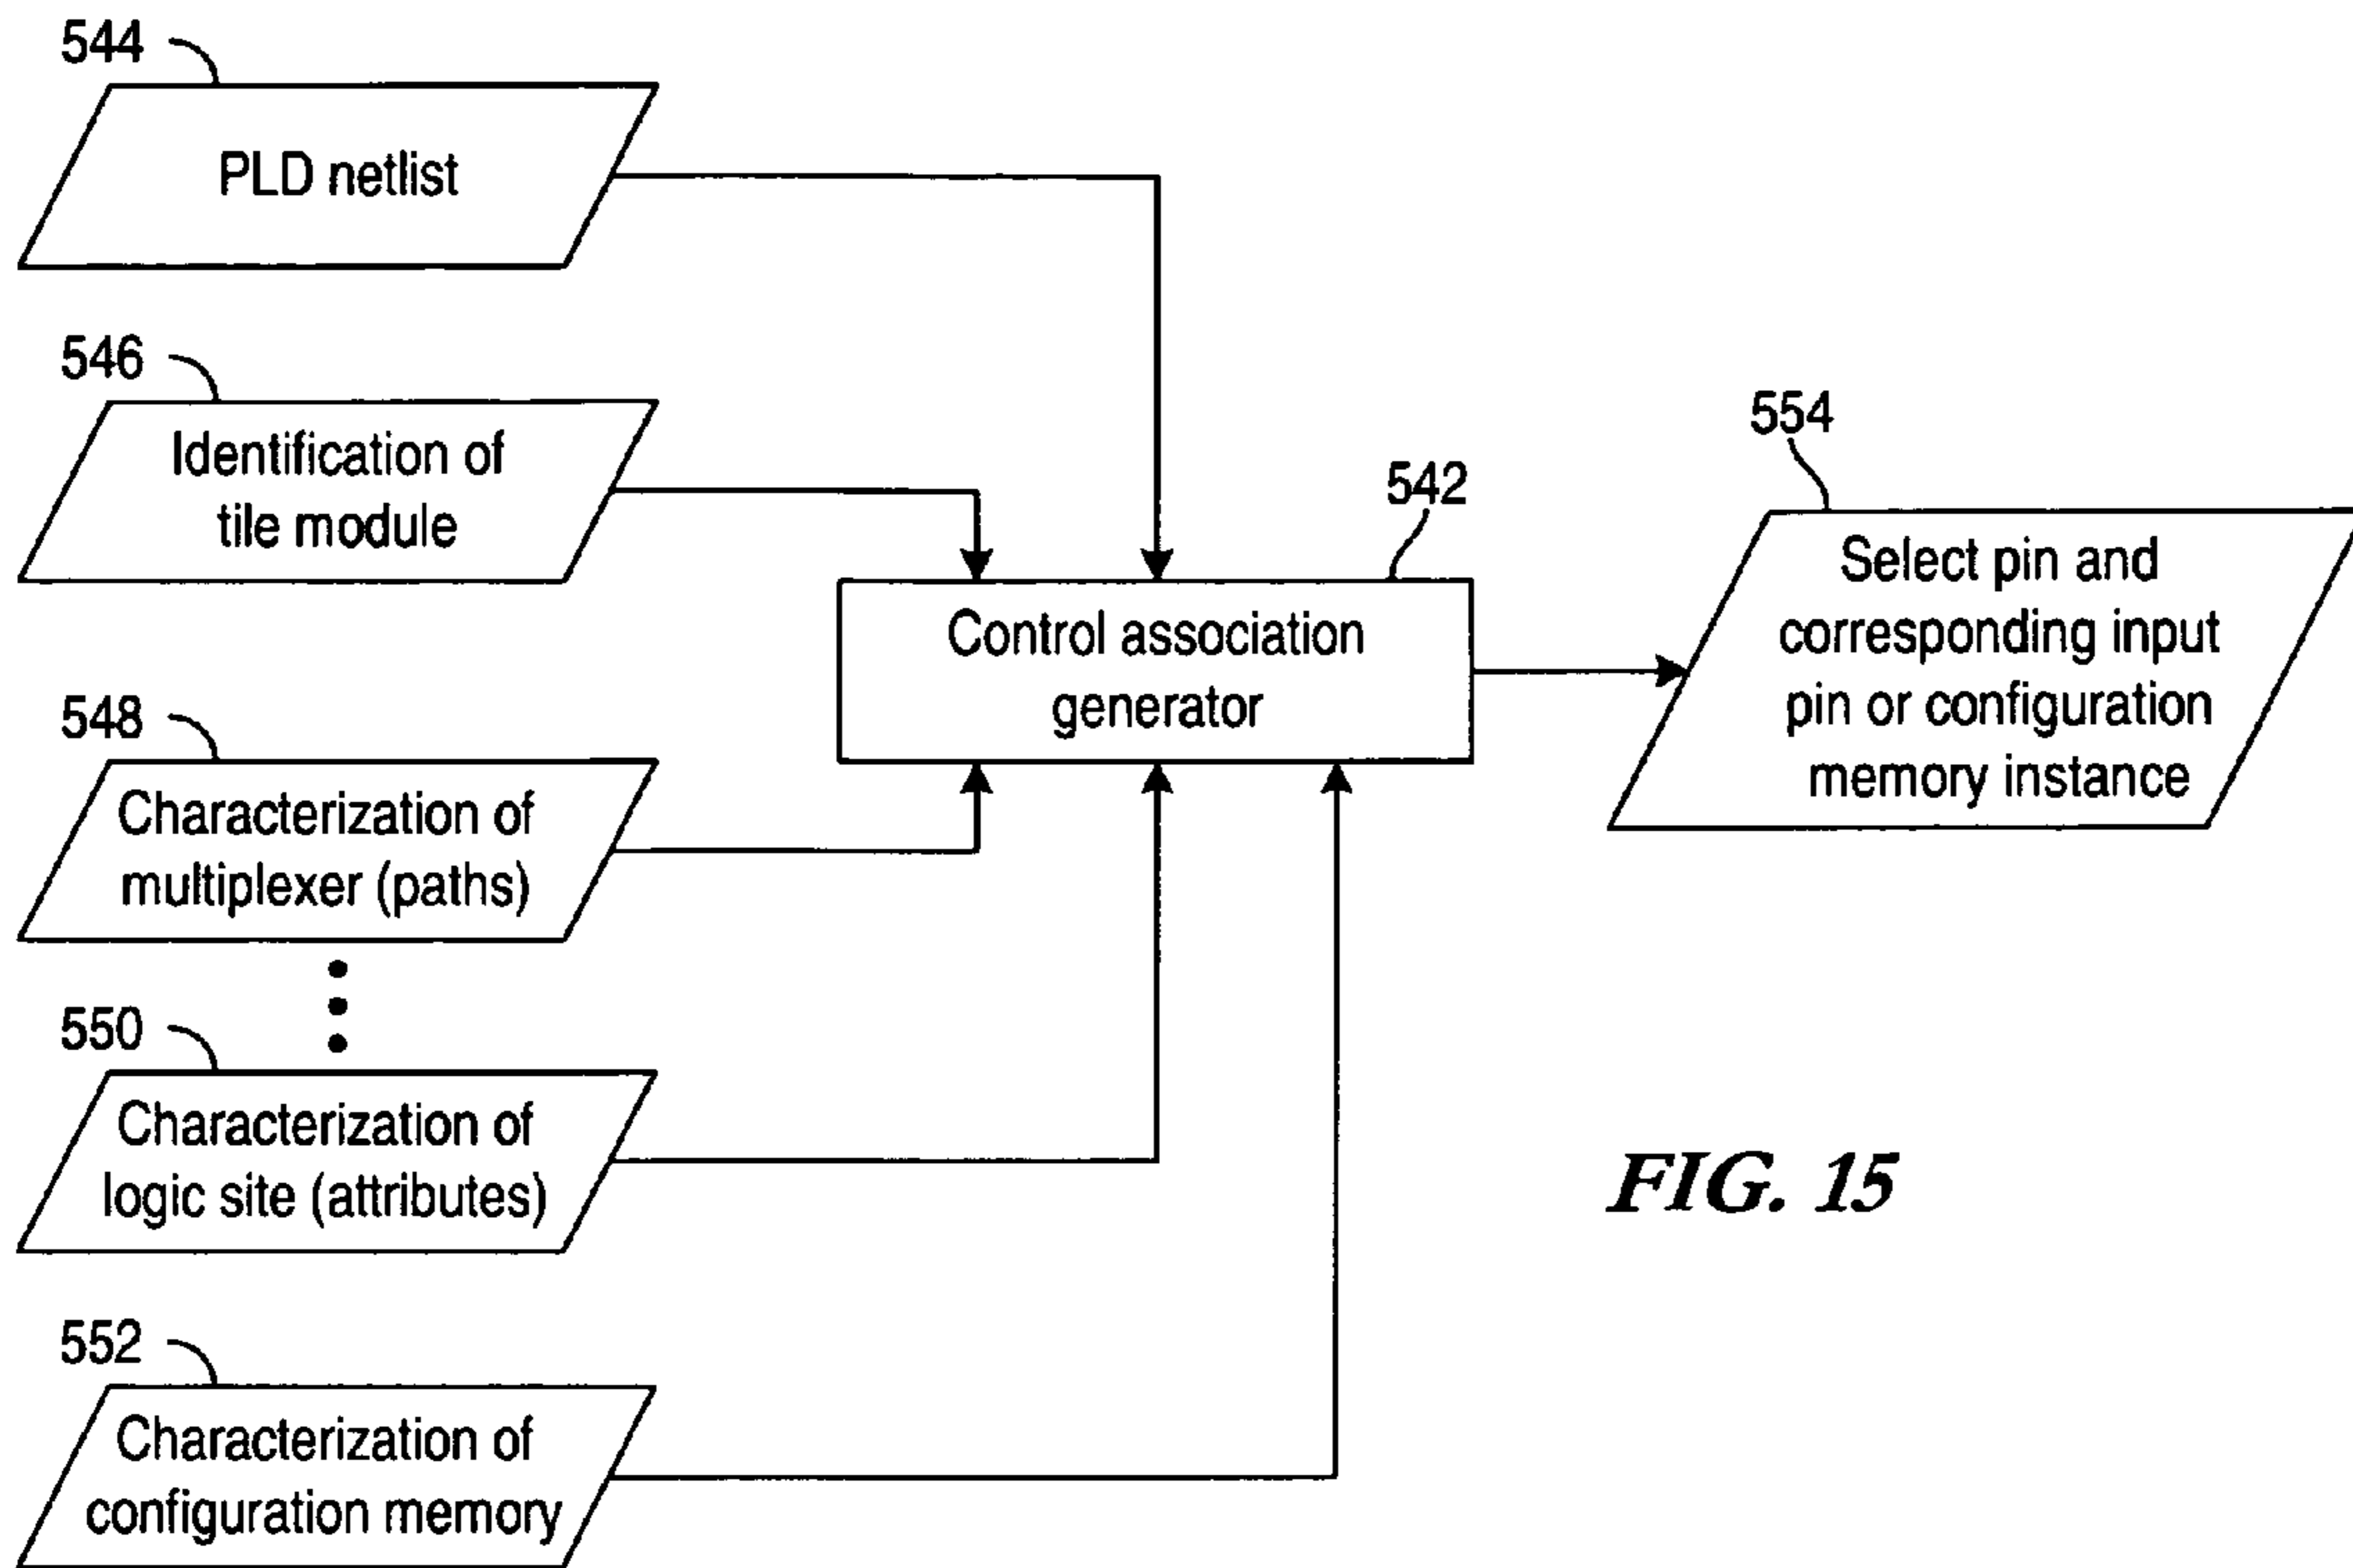 544
PLD netlist
546
Identification of
tile module
548
Characterization of
multiplexer (paths)
550
Characterization of
logic site (attributes)
552
Characterization of
configuration memory
542
Control association
generator
554
Select pin and
corresponding input
pin or configuration
memory instance
FIG. 15